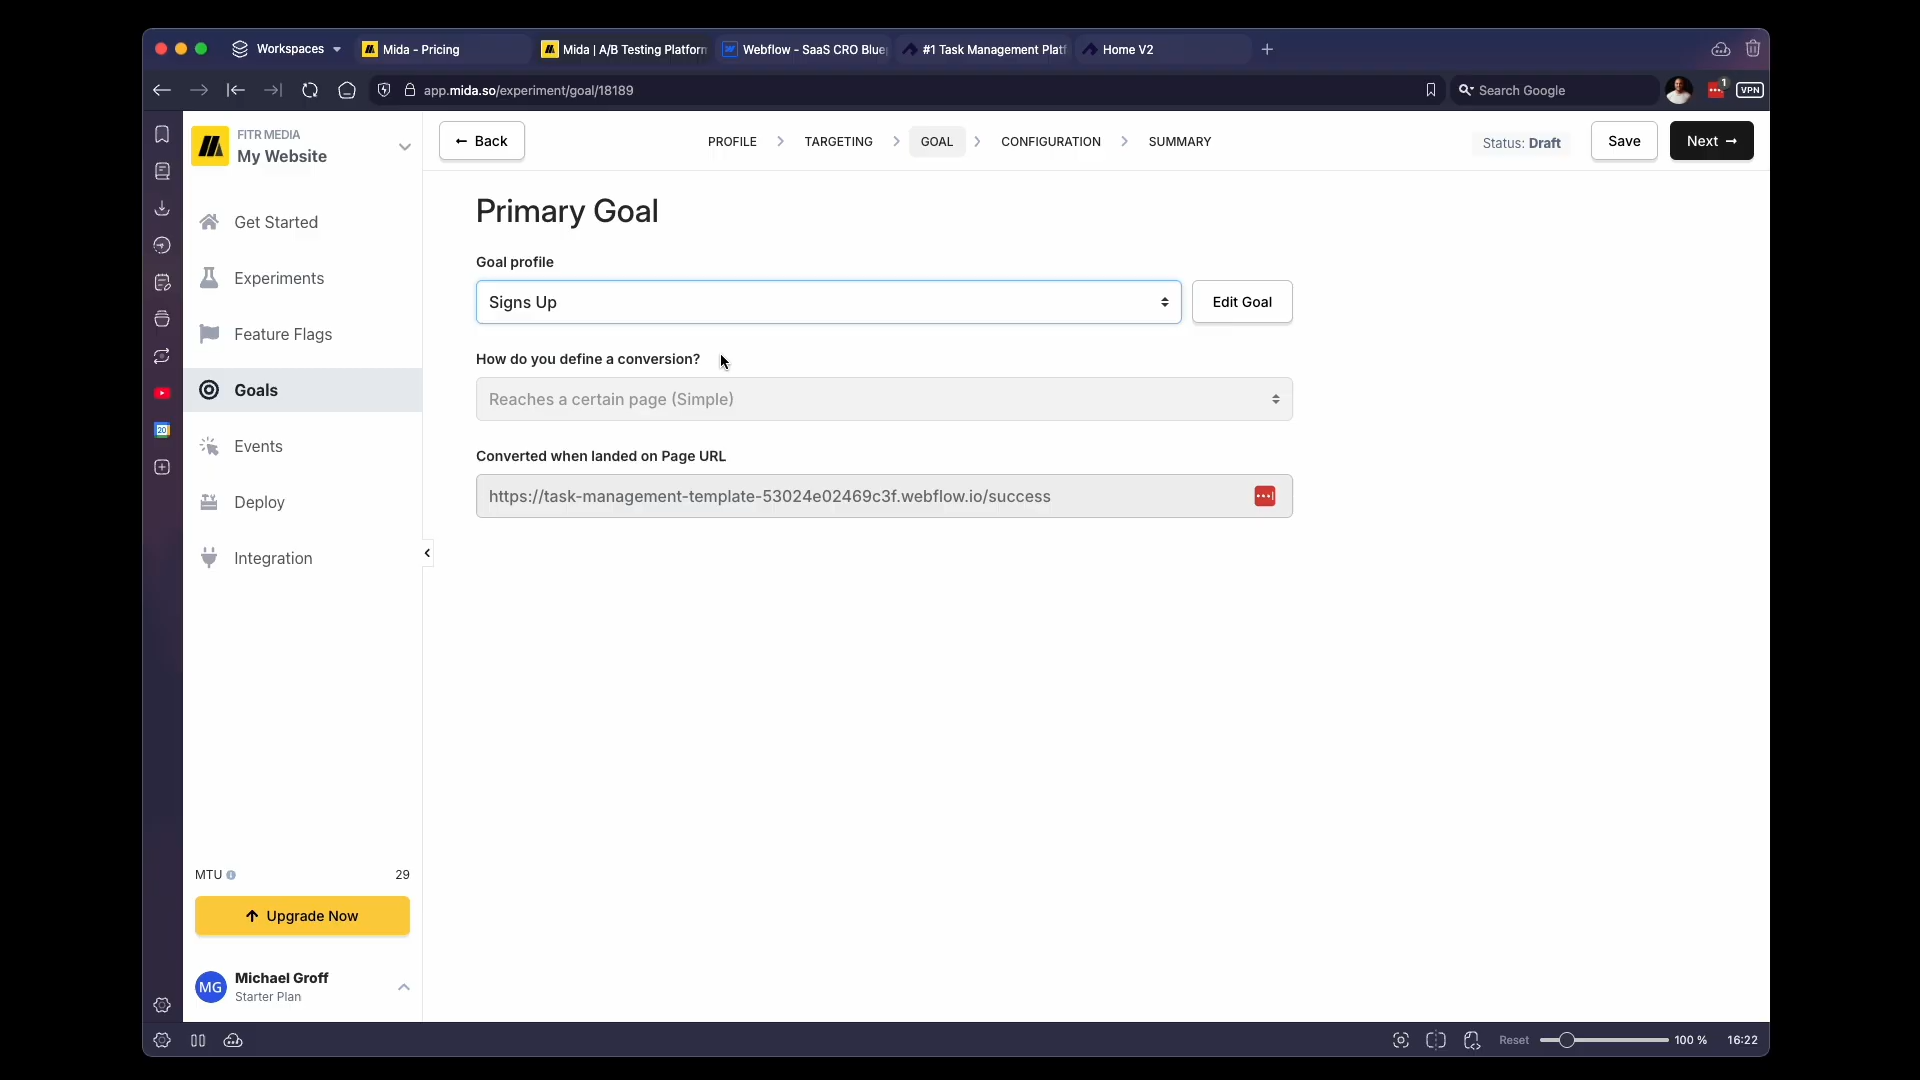 Workspaces
Mida - Pricing
Mida | A/B Testing Platforn
Webflow - SaaS CRO Blue
#1 Task Management Platf
Home V2
app.mida.so/experiment/goal/18189
Search Google
1
VPN
FITR MEDIA
My Website
← Back
PROFILE
TARGETING
GOAL
CONFIGURATION
SUMMARY
Status: Draft
Save
Next →
Get Started
Experiments
Feature Flags
Goals
Events
Deploy
Integration
20
Primary Goal
Goal profile
Signs Up
Edit Goal
How do you define a conversion?
Reaches a certain page (Simple)
Converted when landed on Page URL
https://task-management-template-53024e02469c3f.webflow.io/success
MTU
29
Upgrade Now
MG
Michael Groff
Starter Plan
Reset
100 %
16:22